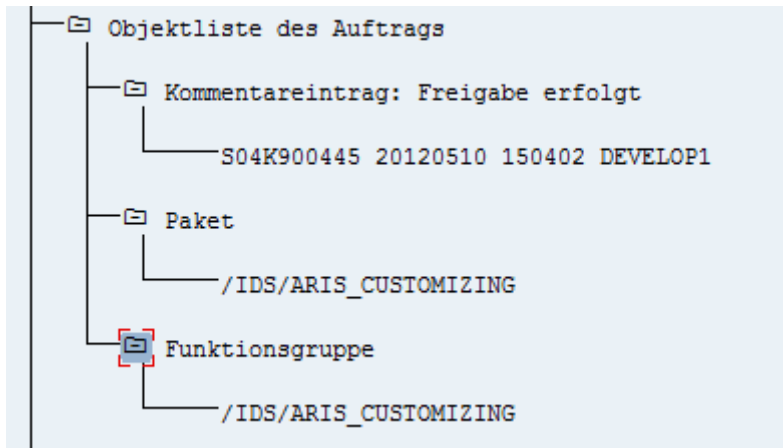 Objektliste des Auftrags
Kommentareintrag: Freigabe erfolgt
S04K900445 20120510 150402 DEVELOP1
Paket
/IDS/ARIS_CUSTOMIZING
Funktionsgruppe
/IDS/ARIS_CUSTOMIZING